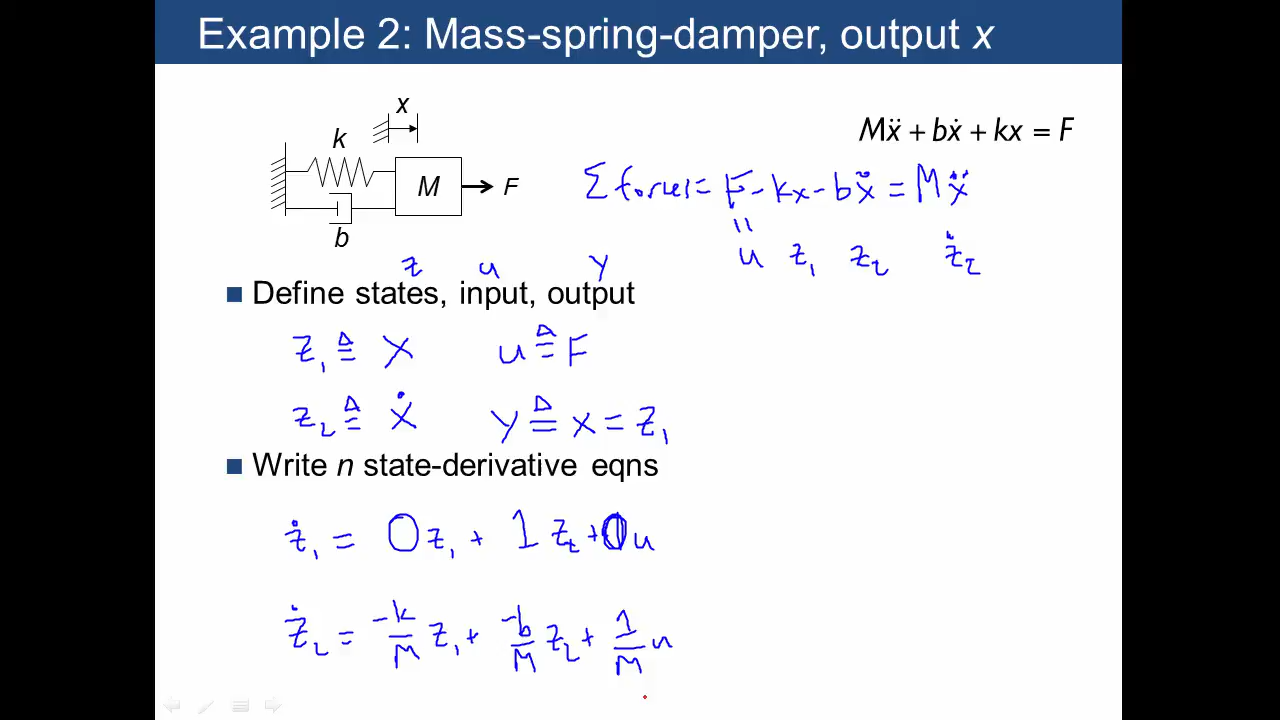 Example 2: Mass-spring-damper, output x
x
k
Mẍ + bẋ + kx = F
M
F
Σ forces = F - kx - bẋ = Mẍ
b
"
u z₁ z₂ ż₂
z u y
■ Define states, input, output
z₁ ≜ x u ≜ F
z₂ ≜ ẋ y ≜ x = z₁
■ Write n state-derivative eqns
ż₁ = 0z₁ + 1z₂ + 0u
ż₂ = -k/M z₁ + -b/M z₂ + 1/M u